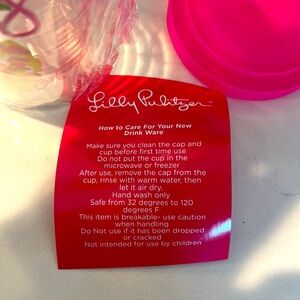 Lilly Pulitzer
How to Care For Your New
Drink Ware
Make sure you clean the cap and
cup before first time use
Do not put the cup in the
microwave or freezer
After use, remove the cap from the
cup, rinse with warm water, then
let it air dry.
Hand wash only
Safe from 32 degrees to 120
degrees F
This item is breakable- use caution
when handling
Do Not use if it has been dropped
or cracked
Not intended for use by children